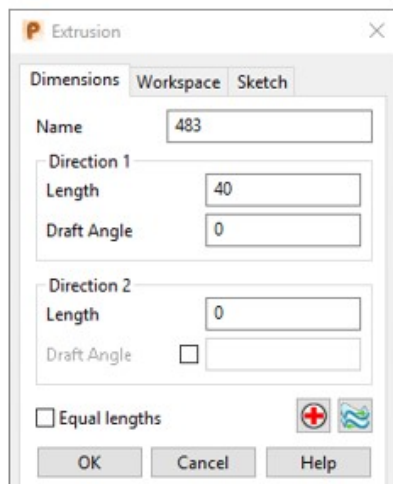 P Extrusion
Dimensions Workspace Sketch
Name 483
Direction 1
Length 40
Draft Angle 0
Direction 2
Length 0
Draft Angle
Equal lengths
OK Cancel Help